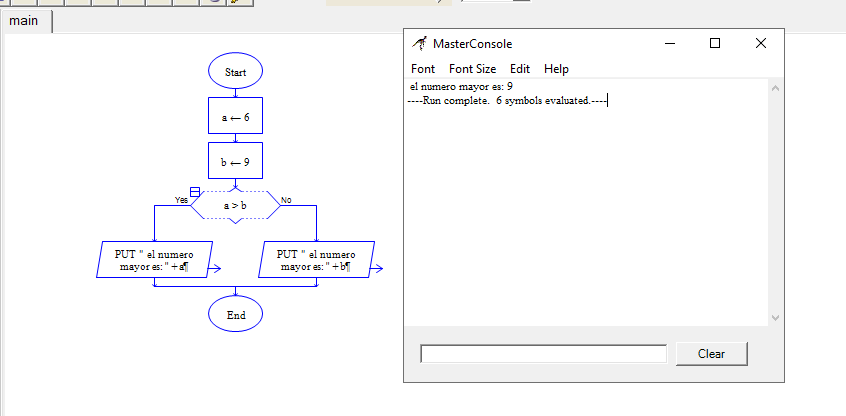 main
Start
a ← 6
b ← 9
Yes
a > b
No
PUT " el numero
mayor es: " +a¶
PUT " el numero
mayor es: " +b¶
End
MasterConsole
Font Font Size Edit Help
el numero mayor es: 9
----Run complete. 6 symbols evaluated.----
Clear